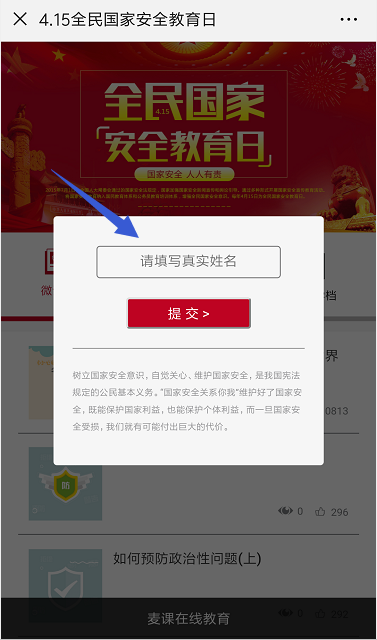 4.15全民国家安全教育日
全民国家
4.15
安全教育日
国家安全 人人有责
请填写真实姓名
微
档
提 交 >
界
树立国家安全意识，自觉关心、维护国家安全，是我国宪法
规定的公民基本义务。“国家安全关系你我”维护好了国家安
全，既能保护国家利益，也能保护个体利益，而一旦国家安
全受损，我们就有可能付出巨大的代价。
0813
防
0 296
如何预防政治性问题(上)
0 292
麦课在线教育